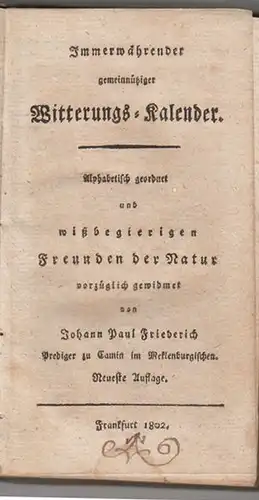 Immerwährender
gemeinnütziger
Witterungs-Kalender.
Alphabetisch geordnet
und
wißbegierigen
Freunden der Natur
vorzüglich gewidmet
von
Johann Paul Friederich
Prediger zu Camin im Meklenburgischen.
Neueste Auflage.
Frankfurt 1802.